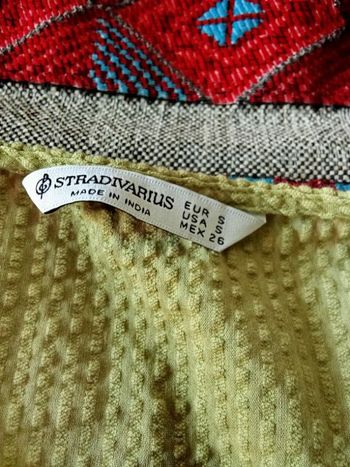 STRADIVARIUS
MADE IN INDIA
EUR S
USA S
MEX 26